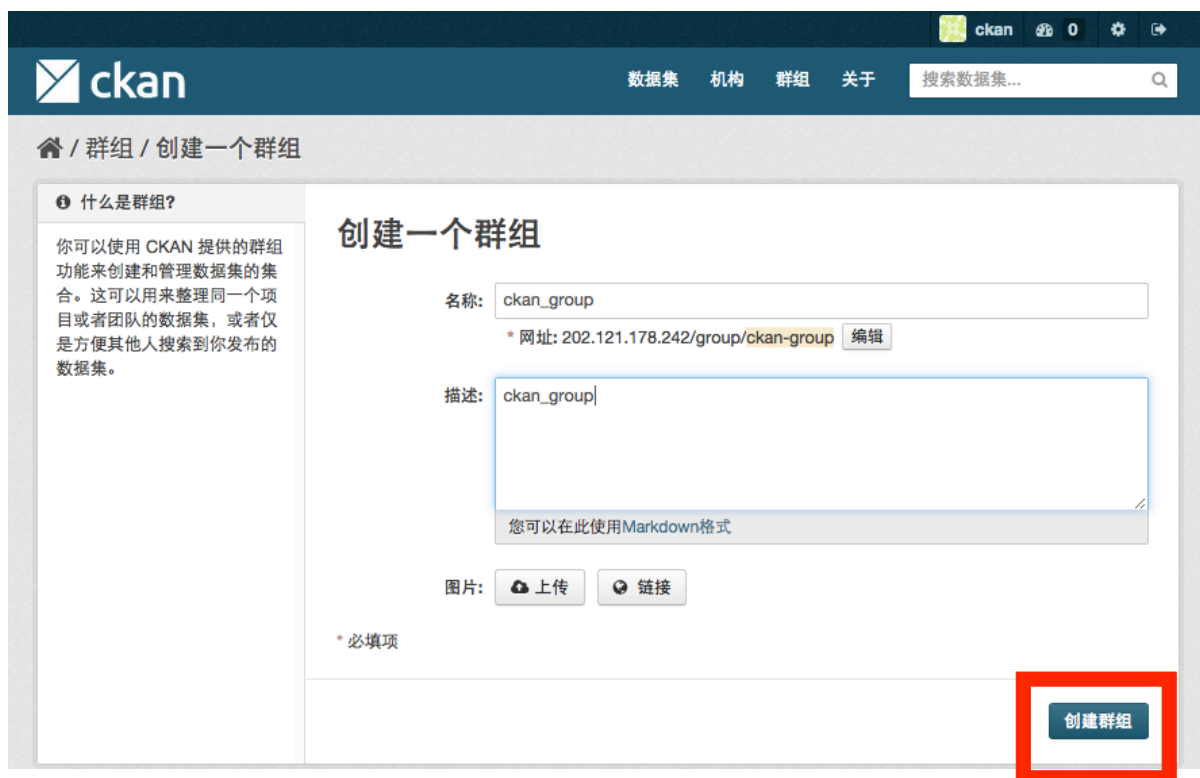 ckan 0
ckan
数据集 机构 群组 关于 搜索数据集...
/ 群组 / 创建一个群组
什么是群组?
你可以使用 CKAN 提供的群组
功能来创建和管理数据集的集
合。这可以用来整理同一个项
目或者团队的数据集，或者仅
是方便其他人搜索到你发布的
数据集。
创建一个群组
名称: ckan_group
* 网址: 202.121.178.242/group/ckan-group 编辑
描述: ckan_group
您可以在此使用Markdown格式
图片: 上传 链接
* 必填项
创建群组